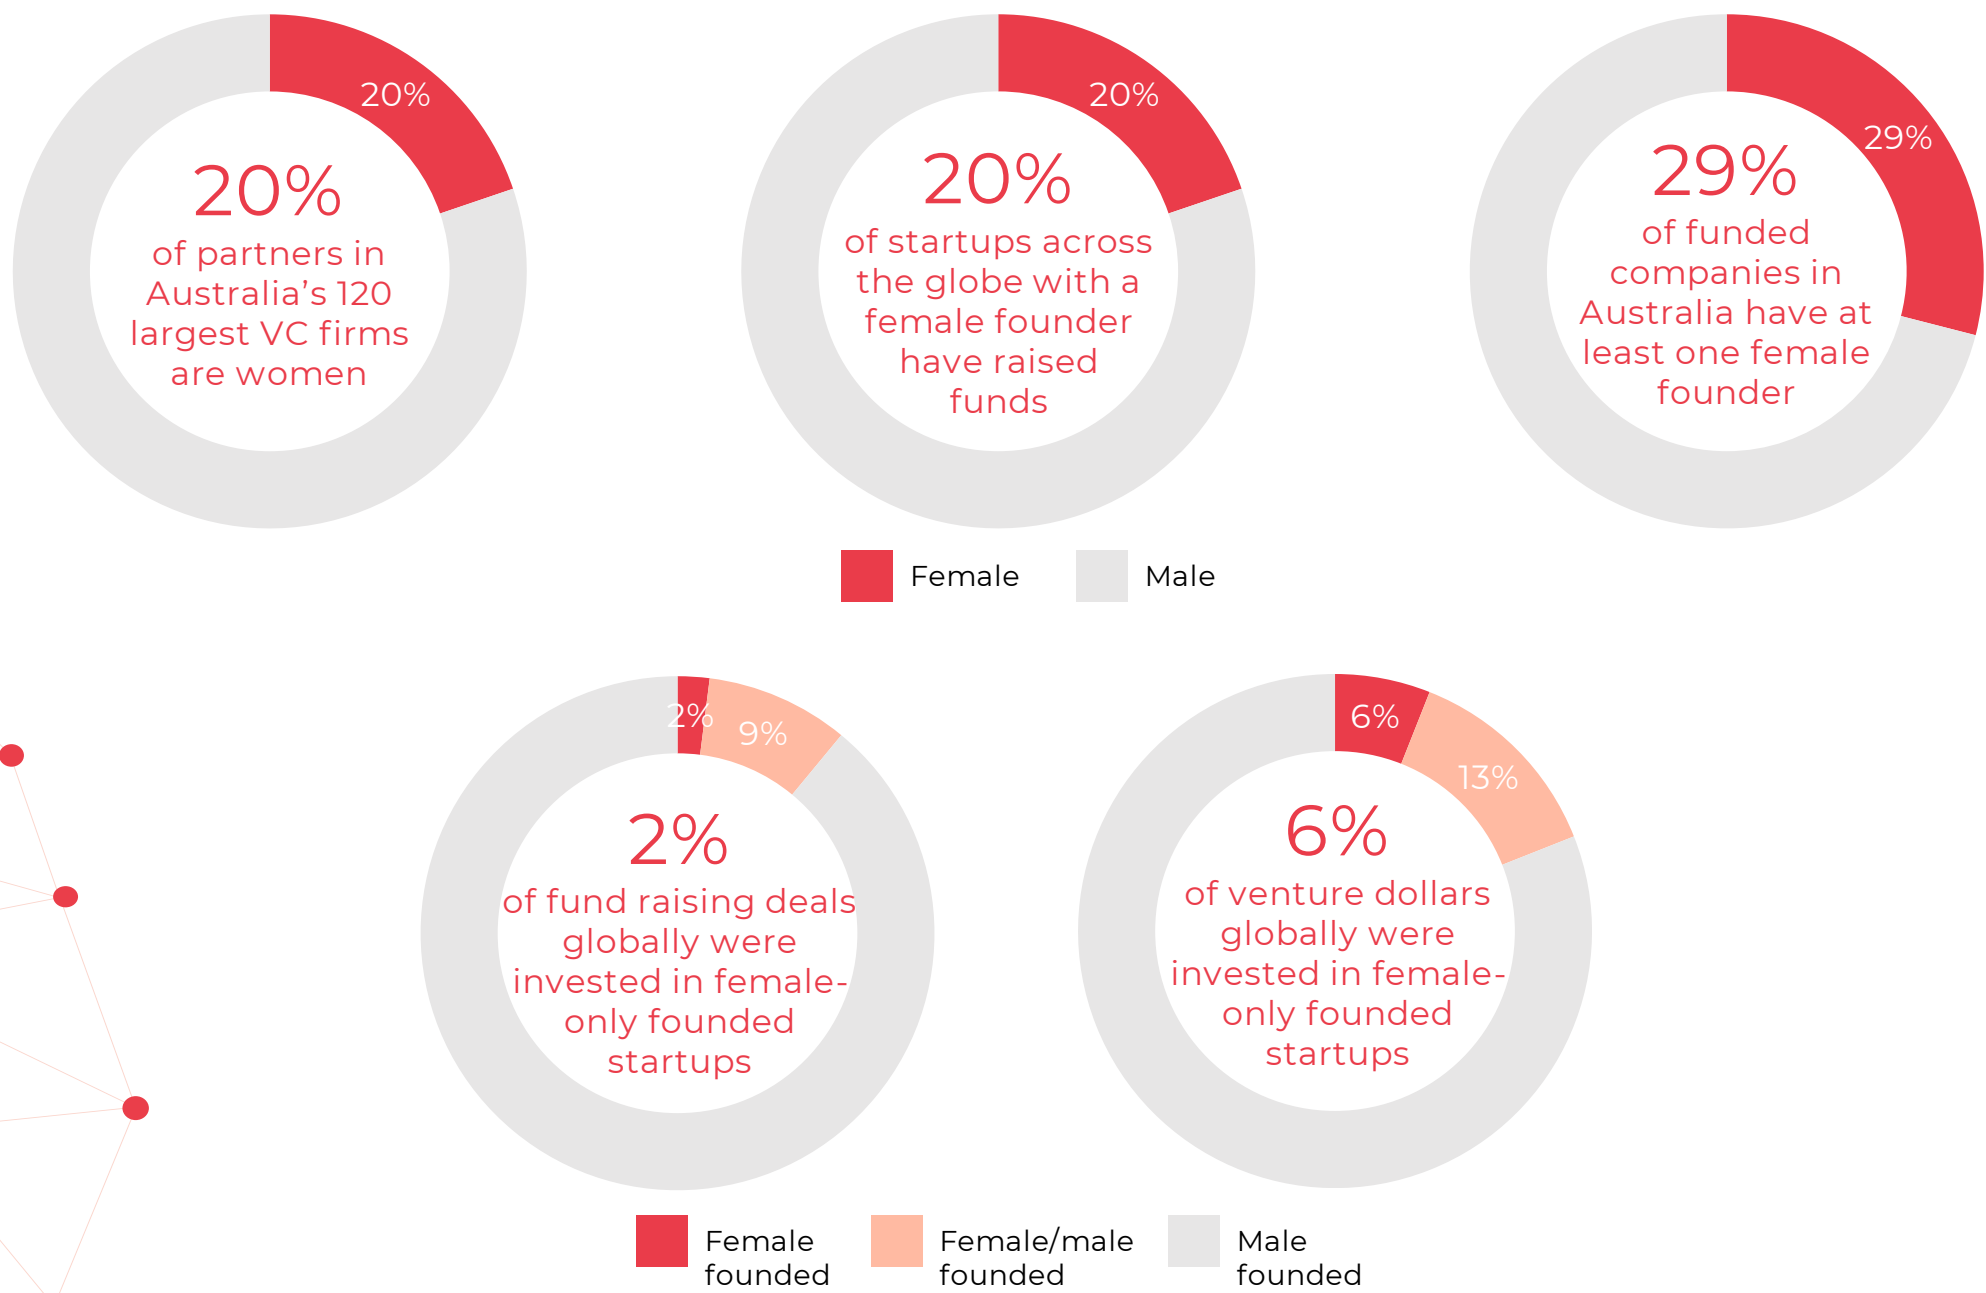 20%
20%
of partners in
Australia’s 120
largest VC firms
are women
20%
20%
of startups across
the globe with a
female founder
have raised
funds
29%
29%
of funded
companies in
Australia have at
least one female
founder
Female
Male
2%
9%
2%
of fund raising deals
globally were
invested in female-
only founded
startups
6%
13%
6%
of venture dollars
globally were
invested in female-
only founded
startups
Female
founded
Female/male
founded
Male
founded